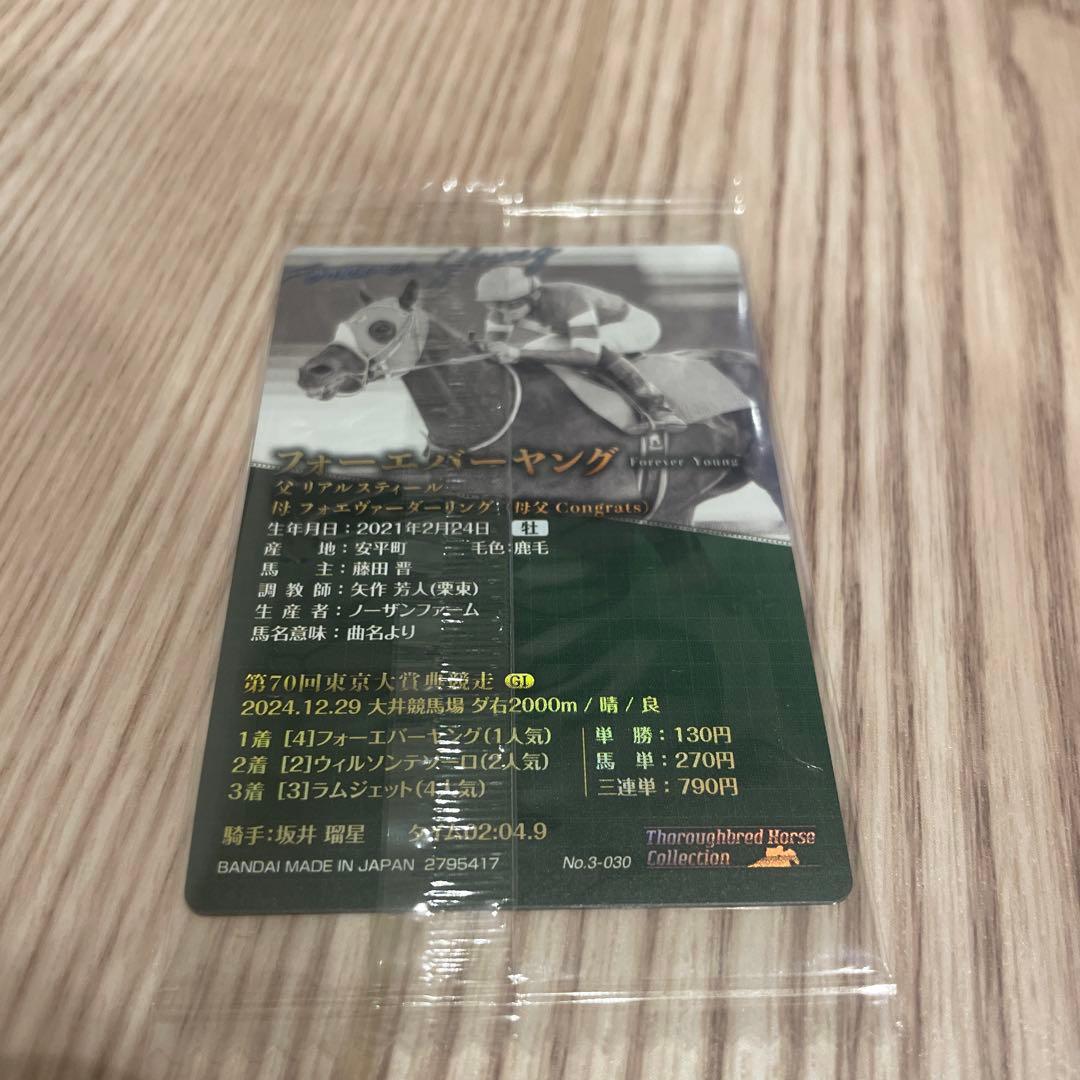 Forever Young
フォーエバーヤング Forever Young
父 リアルスティール
母 フォエヴァーダーリング (母父 Congrats)
生年月日:2021年2月24日 牡
産 地:安平町 毛色:鹿毛
馬 主:藤田 晋
調教師:矢作 芳人(栗東)
生産者:ノーザンファーム
馬名意味:曲名より
第70回東京大賞典競走 GI
2024.12.29 大井競馬場 ダ右2000m / 晴 / 良
1着 [4]フォーエバーヤング(1人気) 単 勝:130円
2着 [2]ウィルソンテソーロ(2人気) 馬 単:270円
3着 [3]ラムジェット(4人気) 三連単:790円
騎手:坂井 瑠星 タイム02:04.9
Thoroughbred Horse
Collection
BANDAI MADE IN JAPAN 2795417 No.3-030